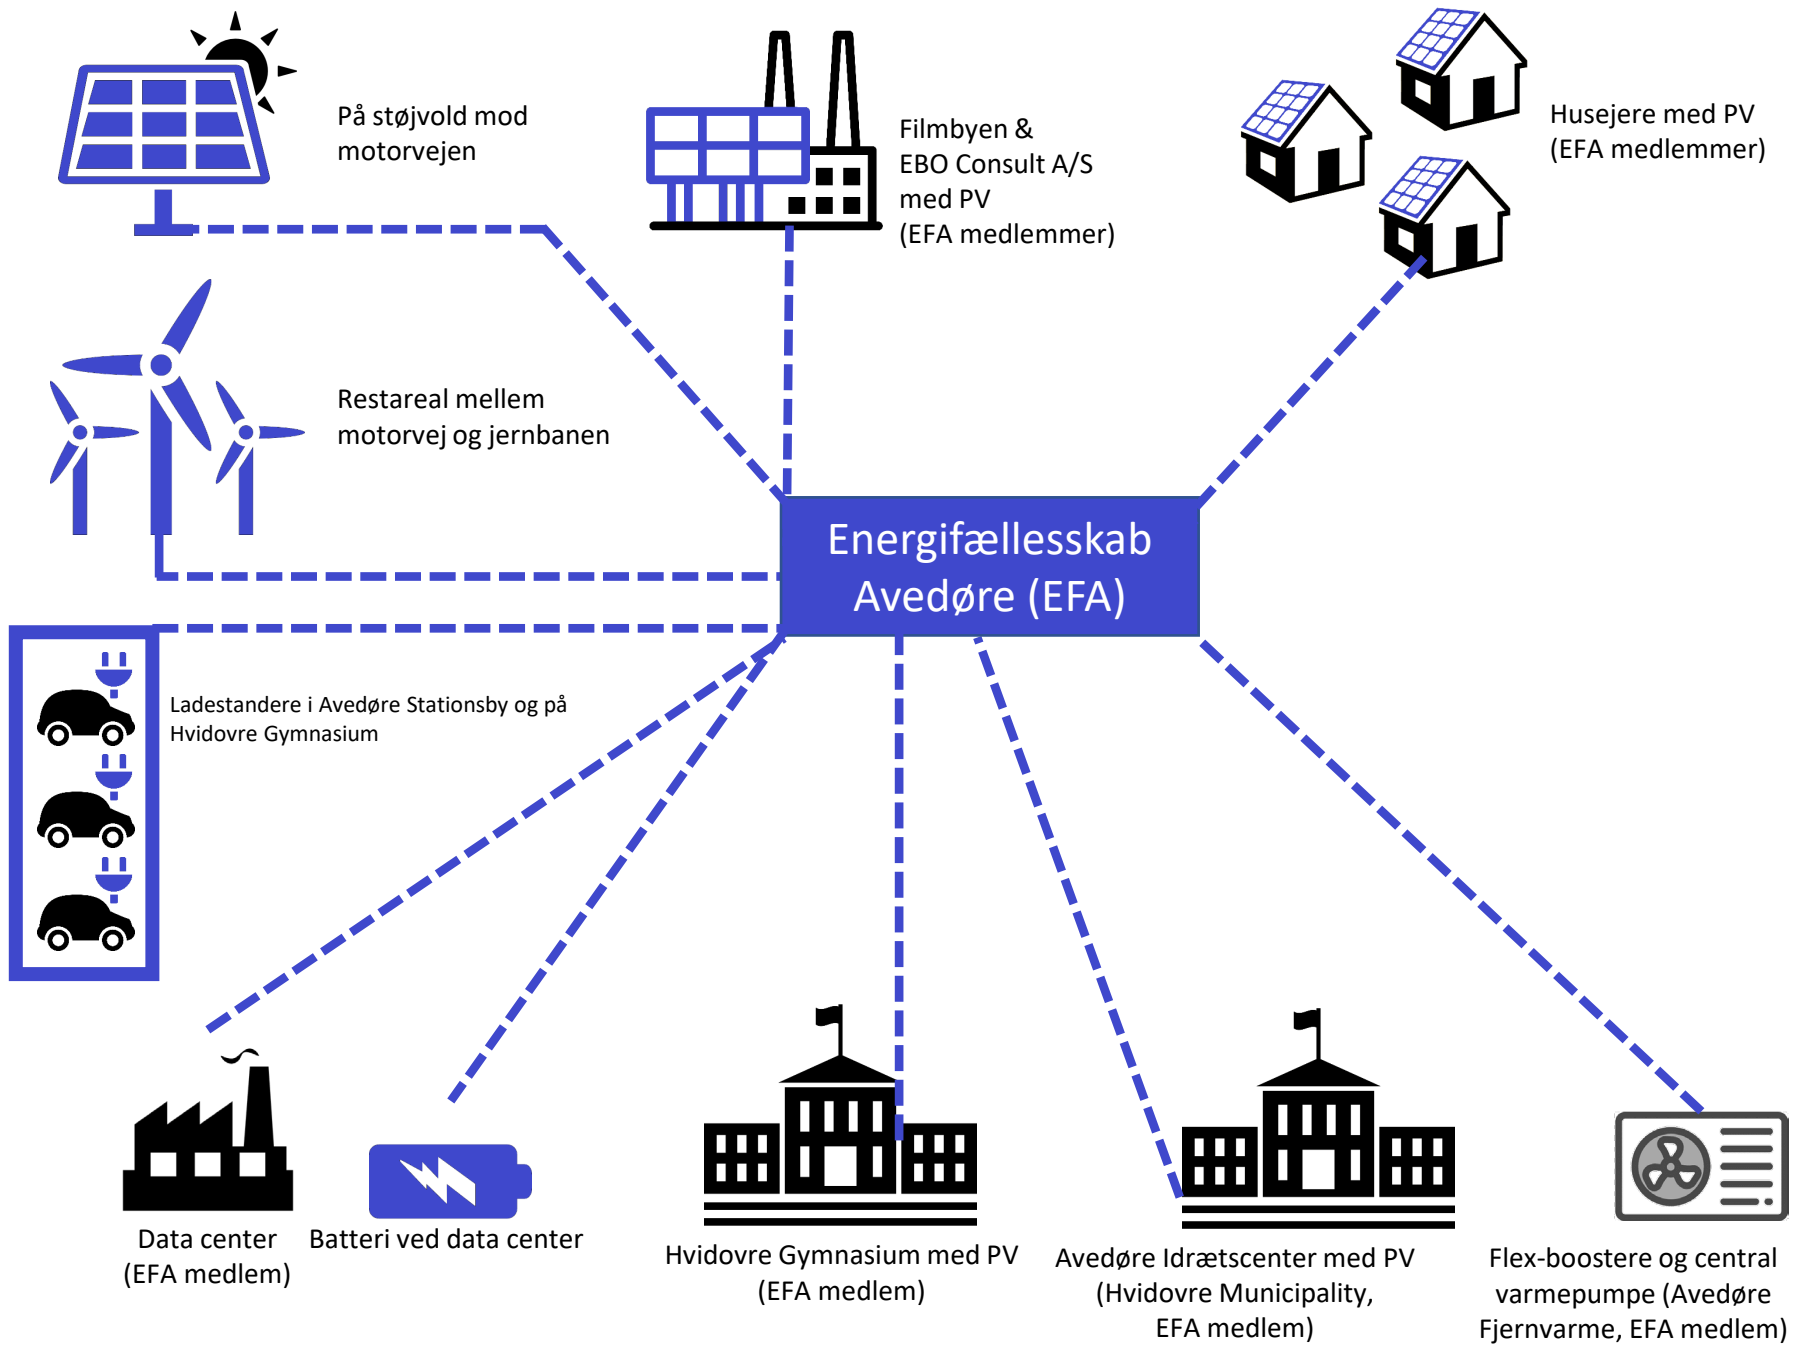 På støjvold mod
motorvejen
Filmbyen &
EBO Consult A/S
med PV
(EFA medlemmer)
Husejere med PV
(EFA medlemmer)
Restareal mellem
motorvej og jernbanen
Energifællesskab
Avedøre (EFA)
Ladestandere i Avedøre Stationsby og på
Hvidovre Gymnasium
Data center
(EFA medlem)
Batteri ved data center
Hvidovre Gymnasium med PV
(EFA medlem)
Avedøre Idrætscenter med PV
(Hvidovre Municipality,
EFA medlem)
Flex-boostere og central
varmepumpe (Avedøre
Fjernvarme, EFA medlem)